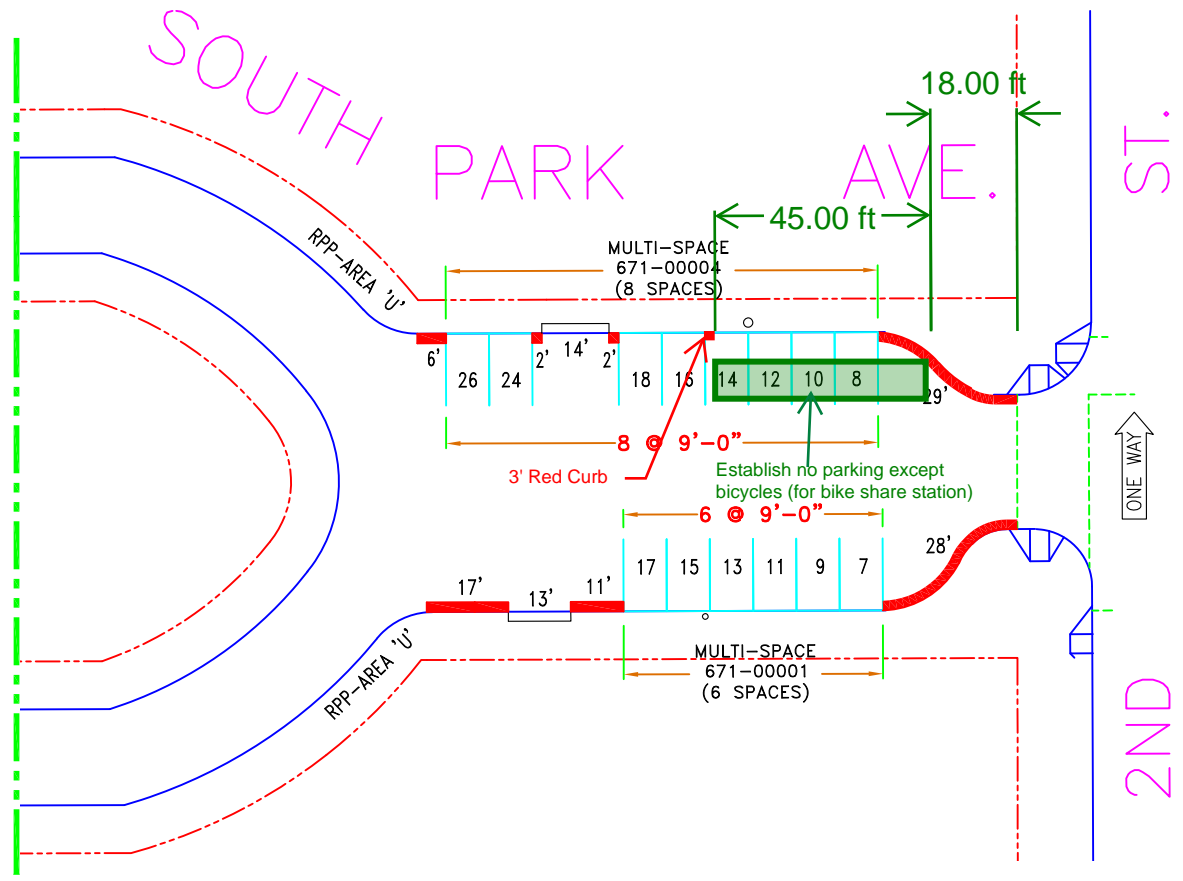 SOUTH PARK AVE.
18.00 ft
ST.
45.00 ft
RPP-AREA 'U'
MULTI-SPACE
671-00004
(8 SPACES)
6'
26
24
2'
14'
2'
18
16
14
12
10
8
29'
8 @ 9'-0"
3' Red Curb
Establish no parking except
bicycles (for bike share station)
ONE WAY
6 @ 9'-0"
17'
13'
11'
17
15
13
11
9
7
28'
RPP-AREA 'U'
MULTI-SPACE
671-00001
(6 SPACES)
2ND